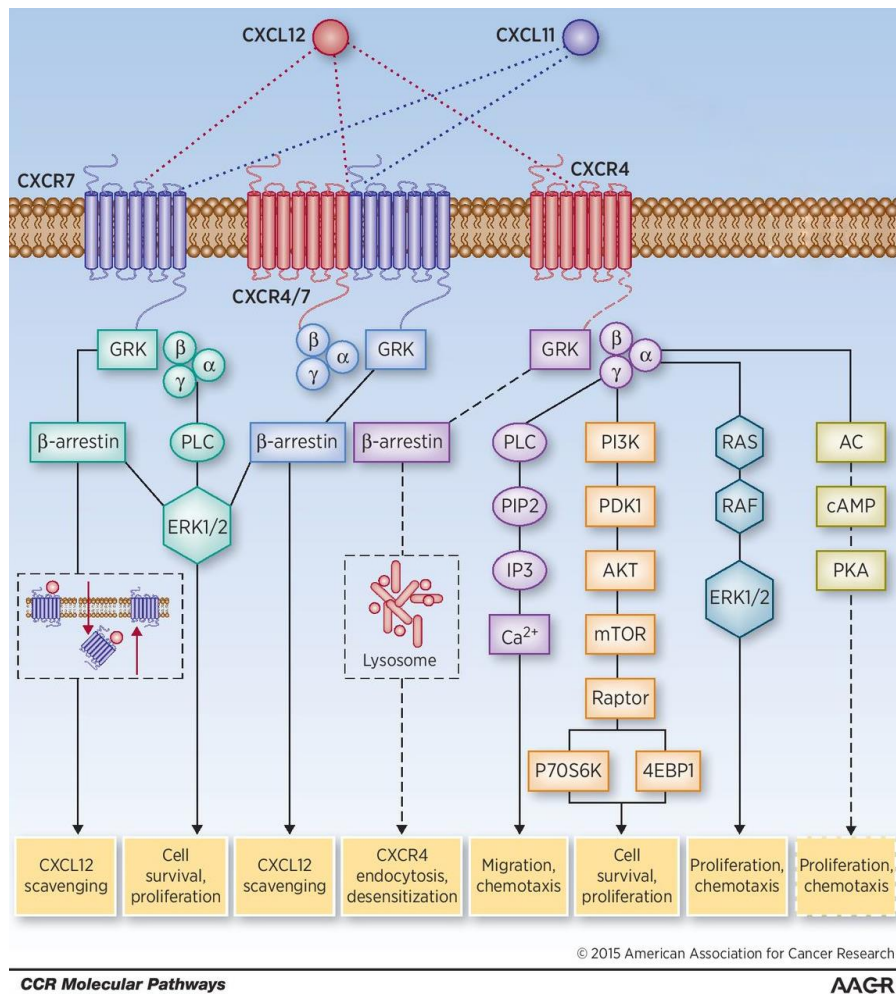 CXCL12
CXCL11
CXCR7
CXCR4
CXCR4/7
GRK
β
α
γ
β
α
γ
GRK
GRK
β
α
γ
β-arrestin
PLC
β-arrestin
β-arrestin
PLC
PI3K
RAS
AC
ERK1/2
PIP2
PDK1
RAF
cAMP
IP3
AKT
ERK1/2
PKA
Lysosome
Ca2+
mTOR
Raptor
P70S6K
4EBP1
CXCL12
scavenging
Cell
survival,
proliferation
CXCL12
scavenging
CXCR4
endocytosis,
desensitization
Migration,
chemotaxis
Cell
survival,
proliferation
Proliferation,
chemotaxis
Proliferation,
chemotaxis
© 2015 American Association for Cancer Research
CCR Molecular Pathways
AACR